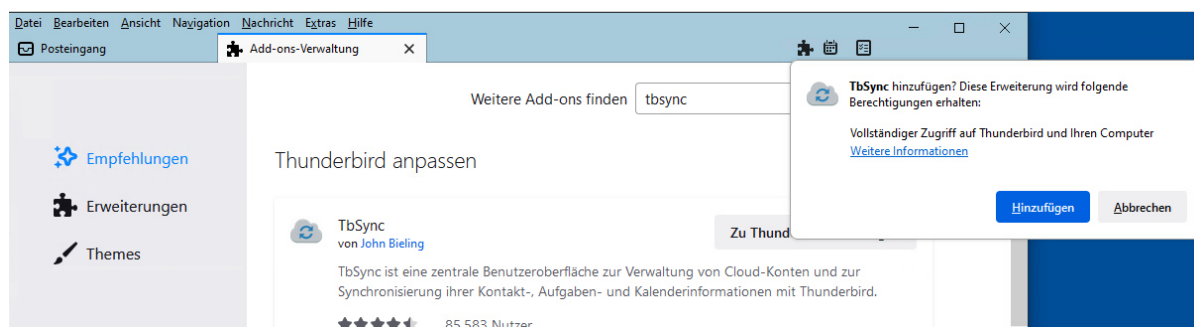 Datei Bearbeiten Ansicht Navigation Nachricht Extras Hilfe
Posteingang
Add-ons-Verwaltung
Weitere Add-ons finden tbsync
TbSync hinzufügen? Diese Erweiterung wird folgende
Berechtigungen erhalten:
Vollständiger Zugriff auf Thunderbird und Ihren Computer
Weitere Informationen
Hinzufügen Abbrechen
Empfehlungen
Erweiterungen
Themes
Thunderbird anpassen
TbSync
von John Bieling
Zu
TbSync ist eine zentrale Benutzeroberfläche zur Verwaltung von Cloud-Konten und zur
Synchronisierung ihrer Kontakt-, Aufgaben- und Kalenderinformationen mit Thunderbird.
85.583 Nutzer